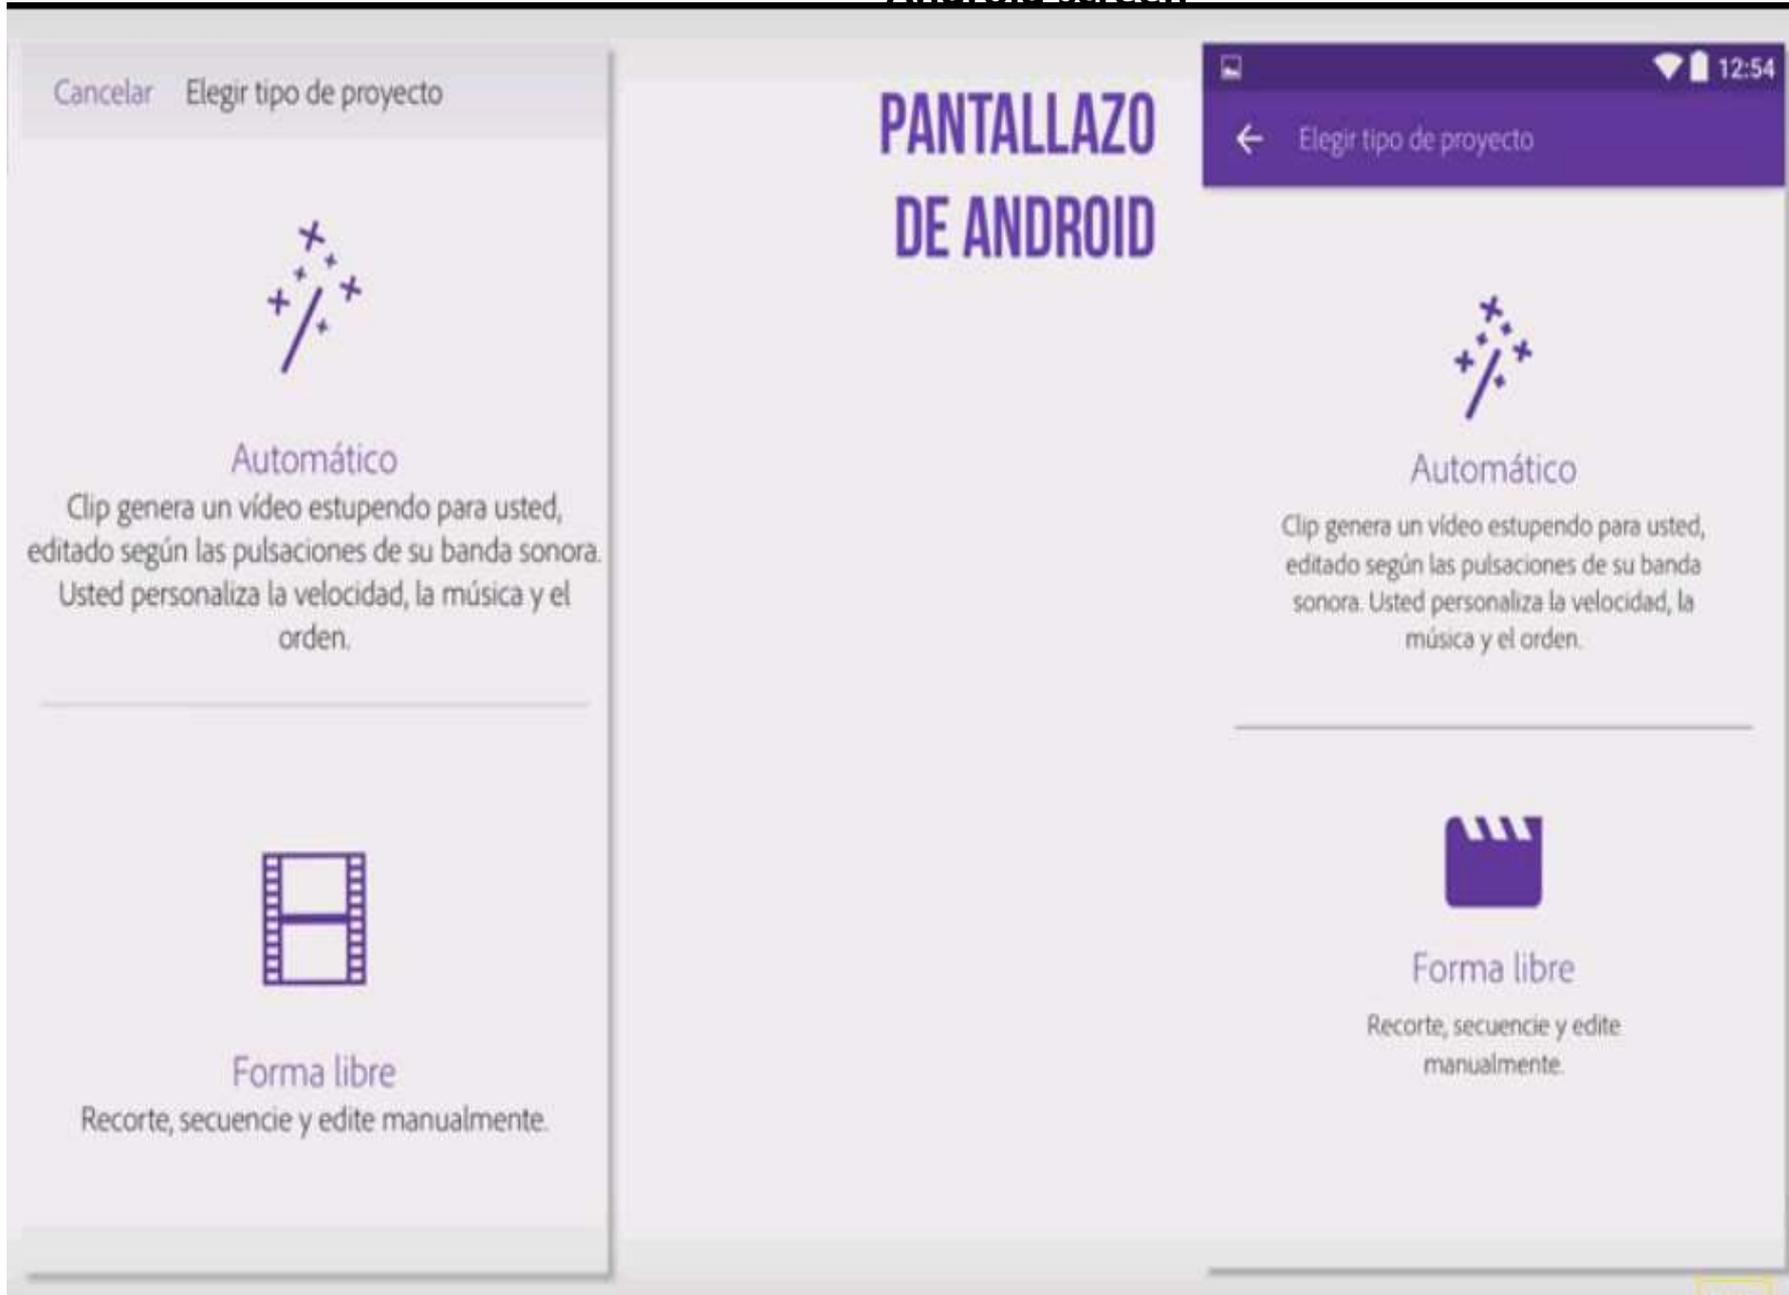 Android screen
Cancelar Elegir tipo de proyecto
Automático
Clip genera un vídeo estupendo para usted,
editado según las pulsaciones de su banda sonora.
Usted personaliza la velocidad, la música y el
orden.
Forma libre
Recorte, secuencie y edite manualmente.
PANTALLAZO
DE ANDROID
12:54
Elegir tipo de proyecto
Automático
Clip genera un vídeo estupendo para usted,
editado según las pulsaciones de su banda
sonora. Usted personaliza la velocidad, la
música y el orden.
Forma libre
Recorte, secuencie y edite
manualmente.